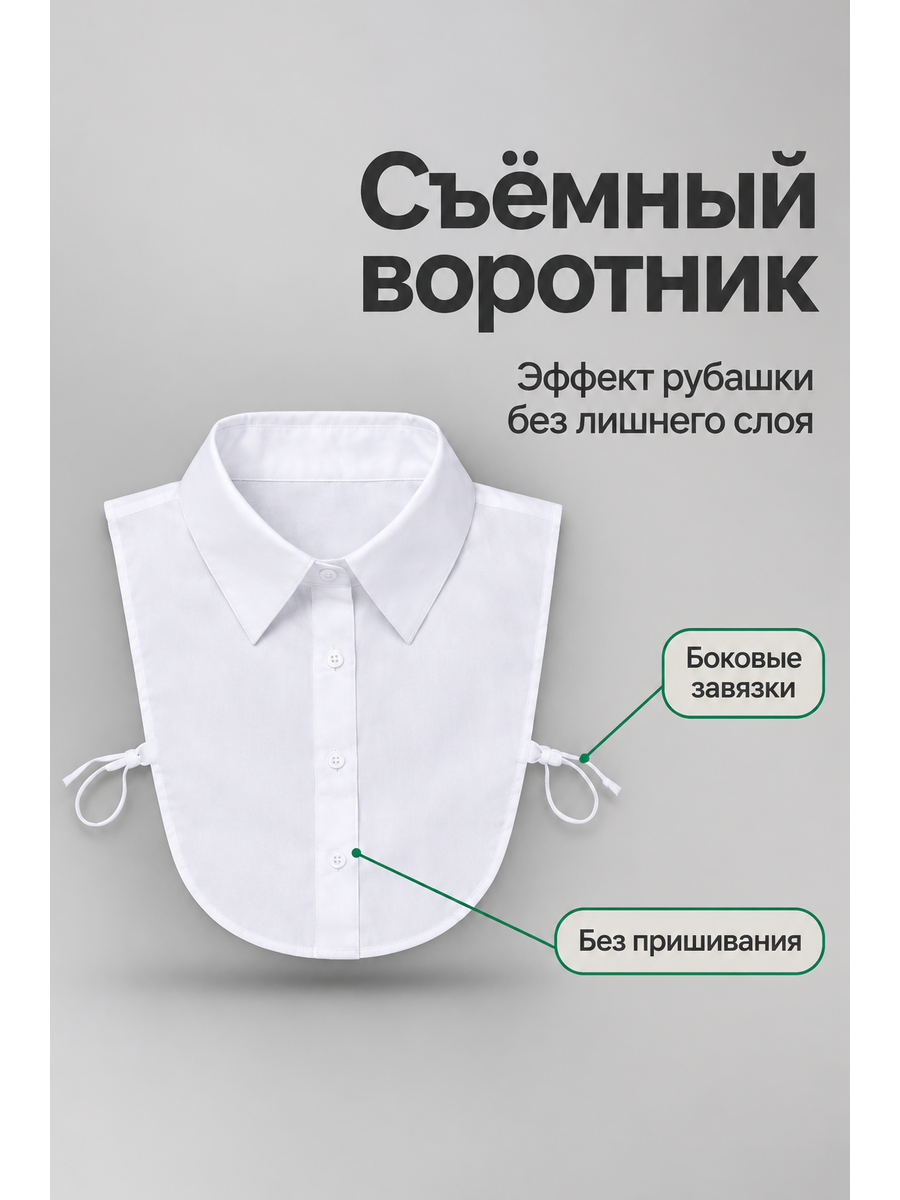 Съёмный
воротник
Эффект рубашки
без лишнего слоя
Боковые
завязки
Без пришивания